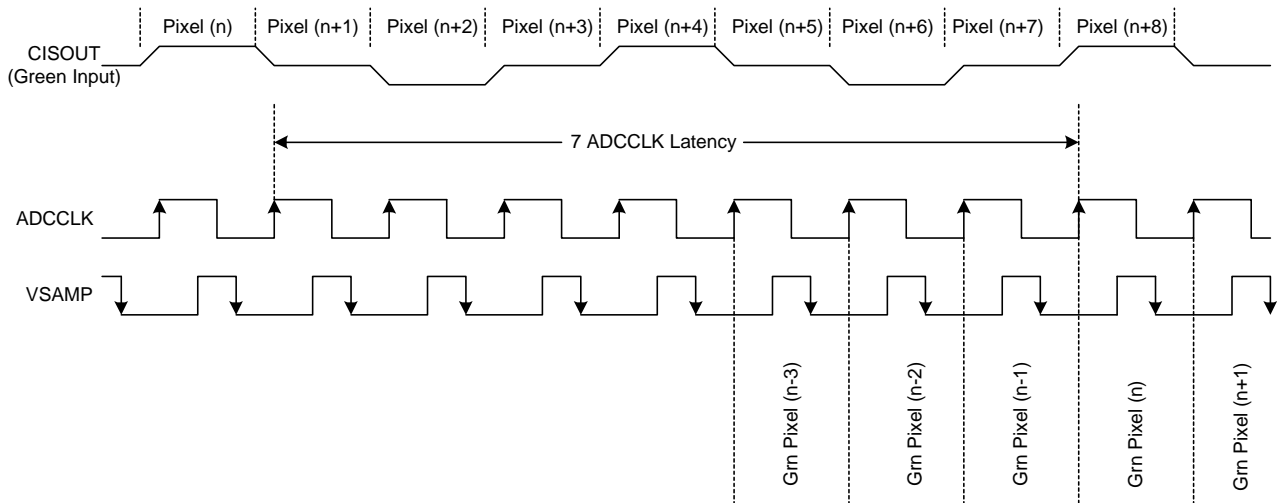 Pixel (n)
Pixel (n+1)
Pixel (n+2)
Pixel (n+3)
Pixel (n+4)
Pixel (n+5)
Pixel (n+6)
Pixel (n+7)
Pixel (n+8)
CISOUT
(Green Input)
7 ADCCLK Latency
ADCCLK
VSAMP
Grn Pixel (n-3)
Grn Pixel (n-2)
Grn Pixel (n-1)
Grn Pixel (n)
Grn Pixel (n+1)